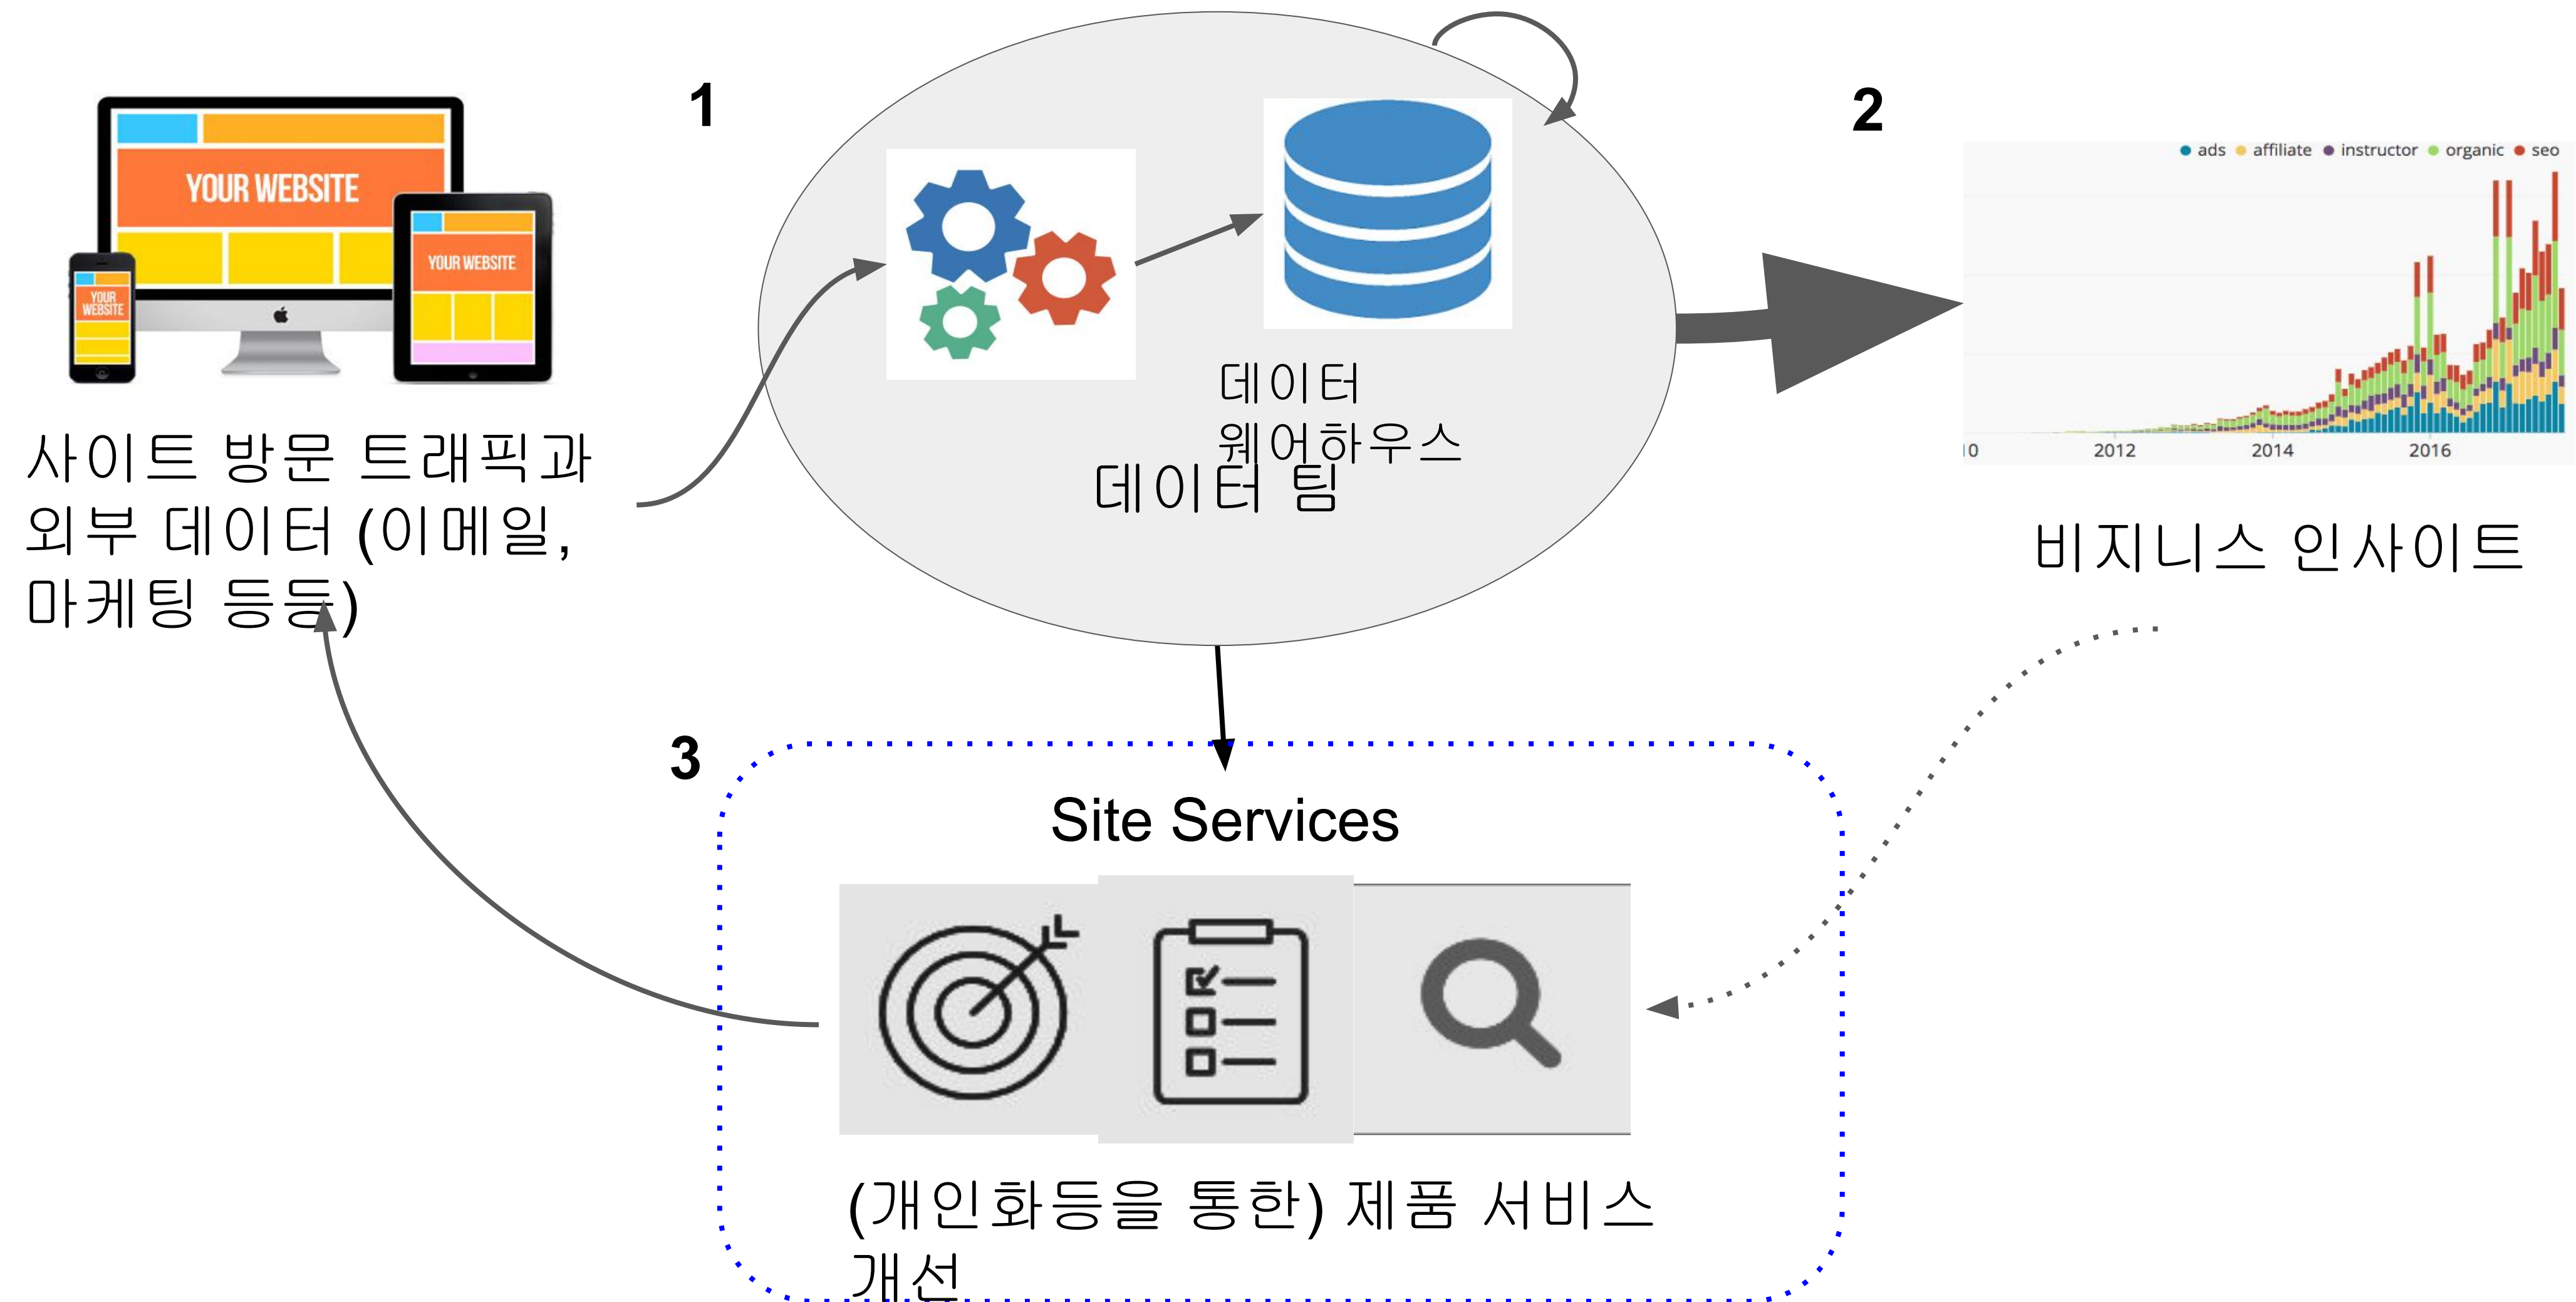 1
2
YOUR WEBSITE
YOUR WEBSITE
YOUR
WEBSITE
사이트 방문 트래픽과
외부 데이터 (이메일,
마케팅 등등)
데이터
웨어하우스
데이터 팀
ads affiliate instructor organic seo
10 2012 2014 2016
비지니스 인사이트
3
Site Services
(개인화등을 통한) 제품 서비스
개선